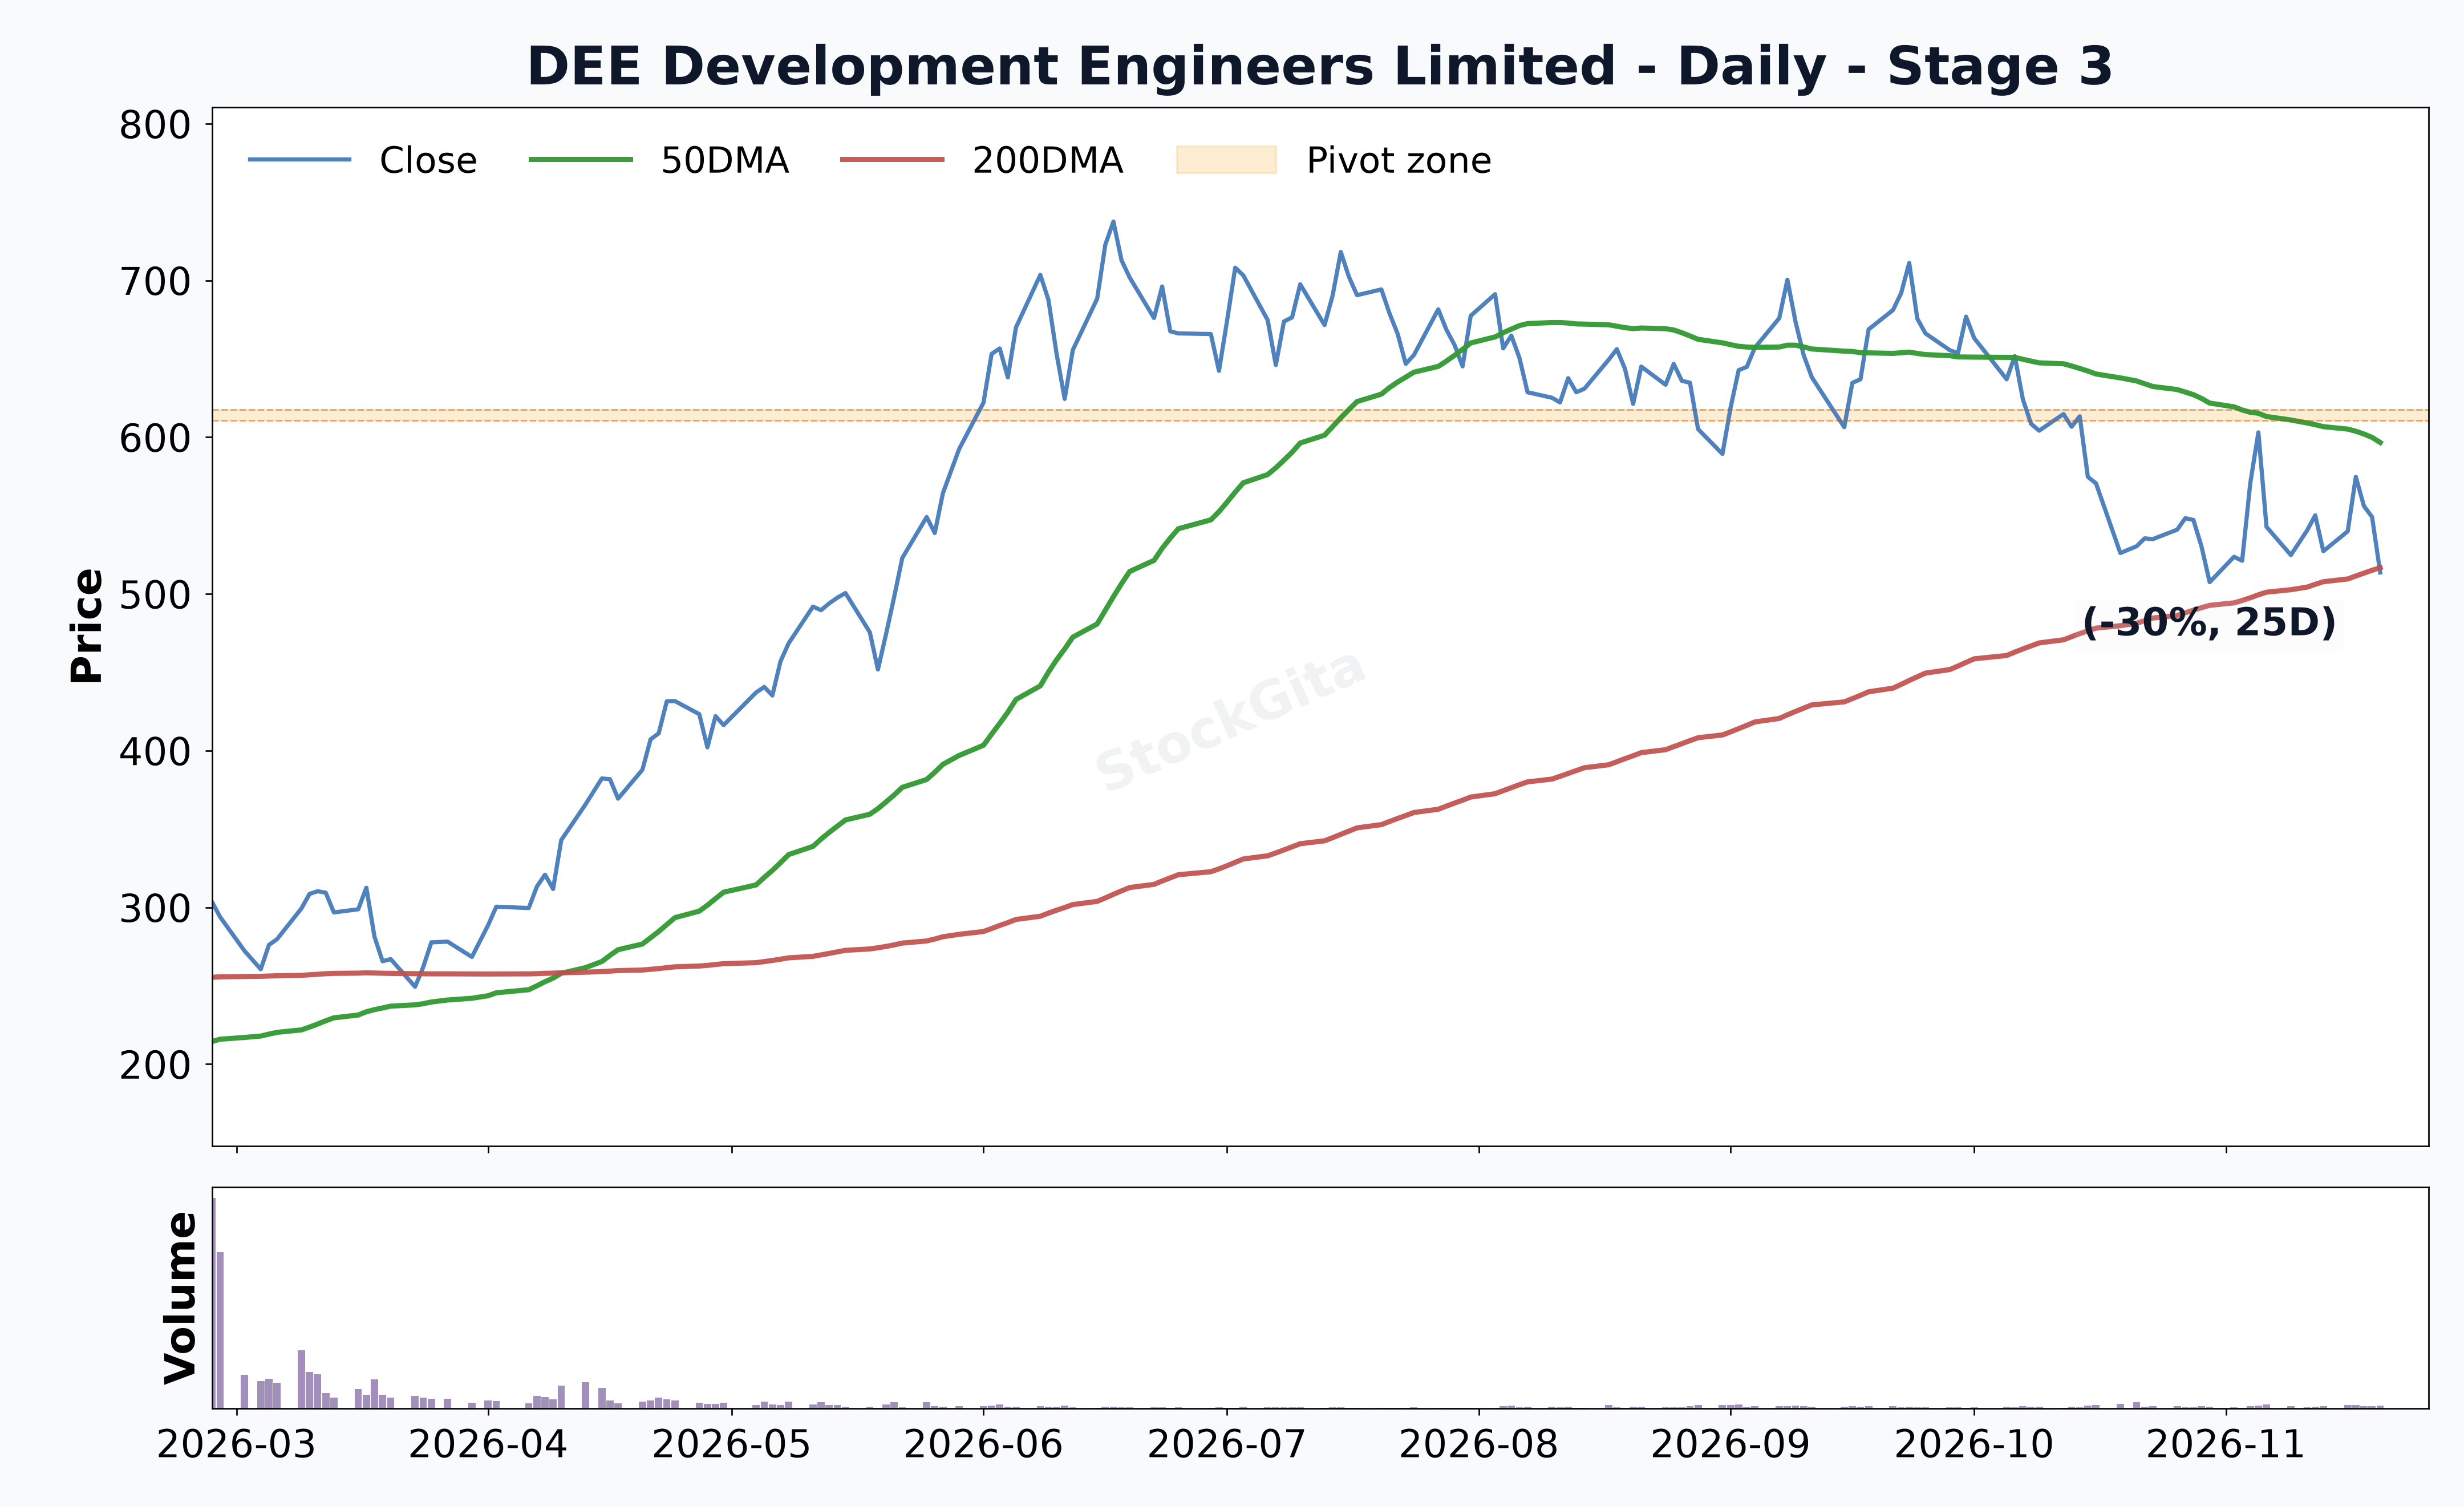 DEE Development Engineers Limited - Daily - Stage 3
Close 50DMA 200DMA Pivot zone
800
700
600
500
400
300
200
Price
(-30%, 25D)
StockGita
Volume
2026-03 2026-04 2026-05 2026-06 2026-07 2026-08 2026-09 2026-10 2026-11